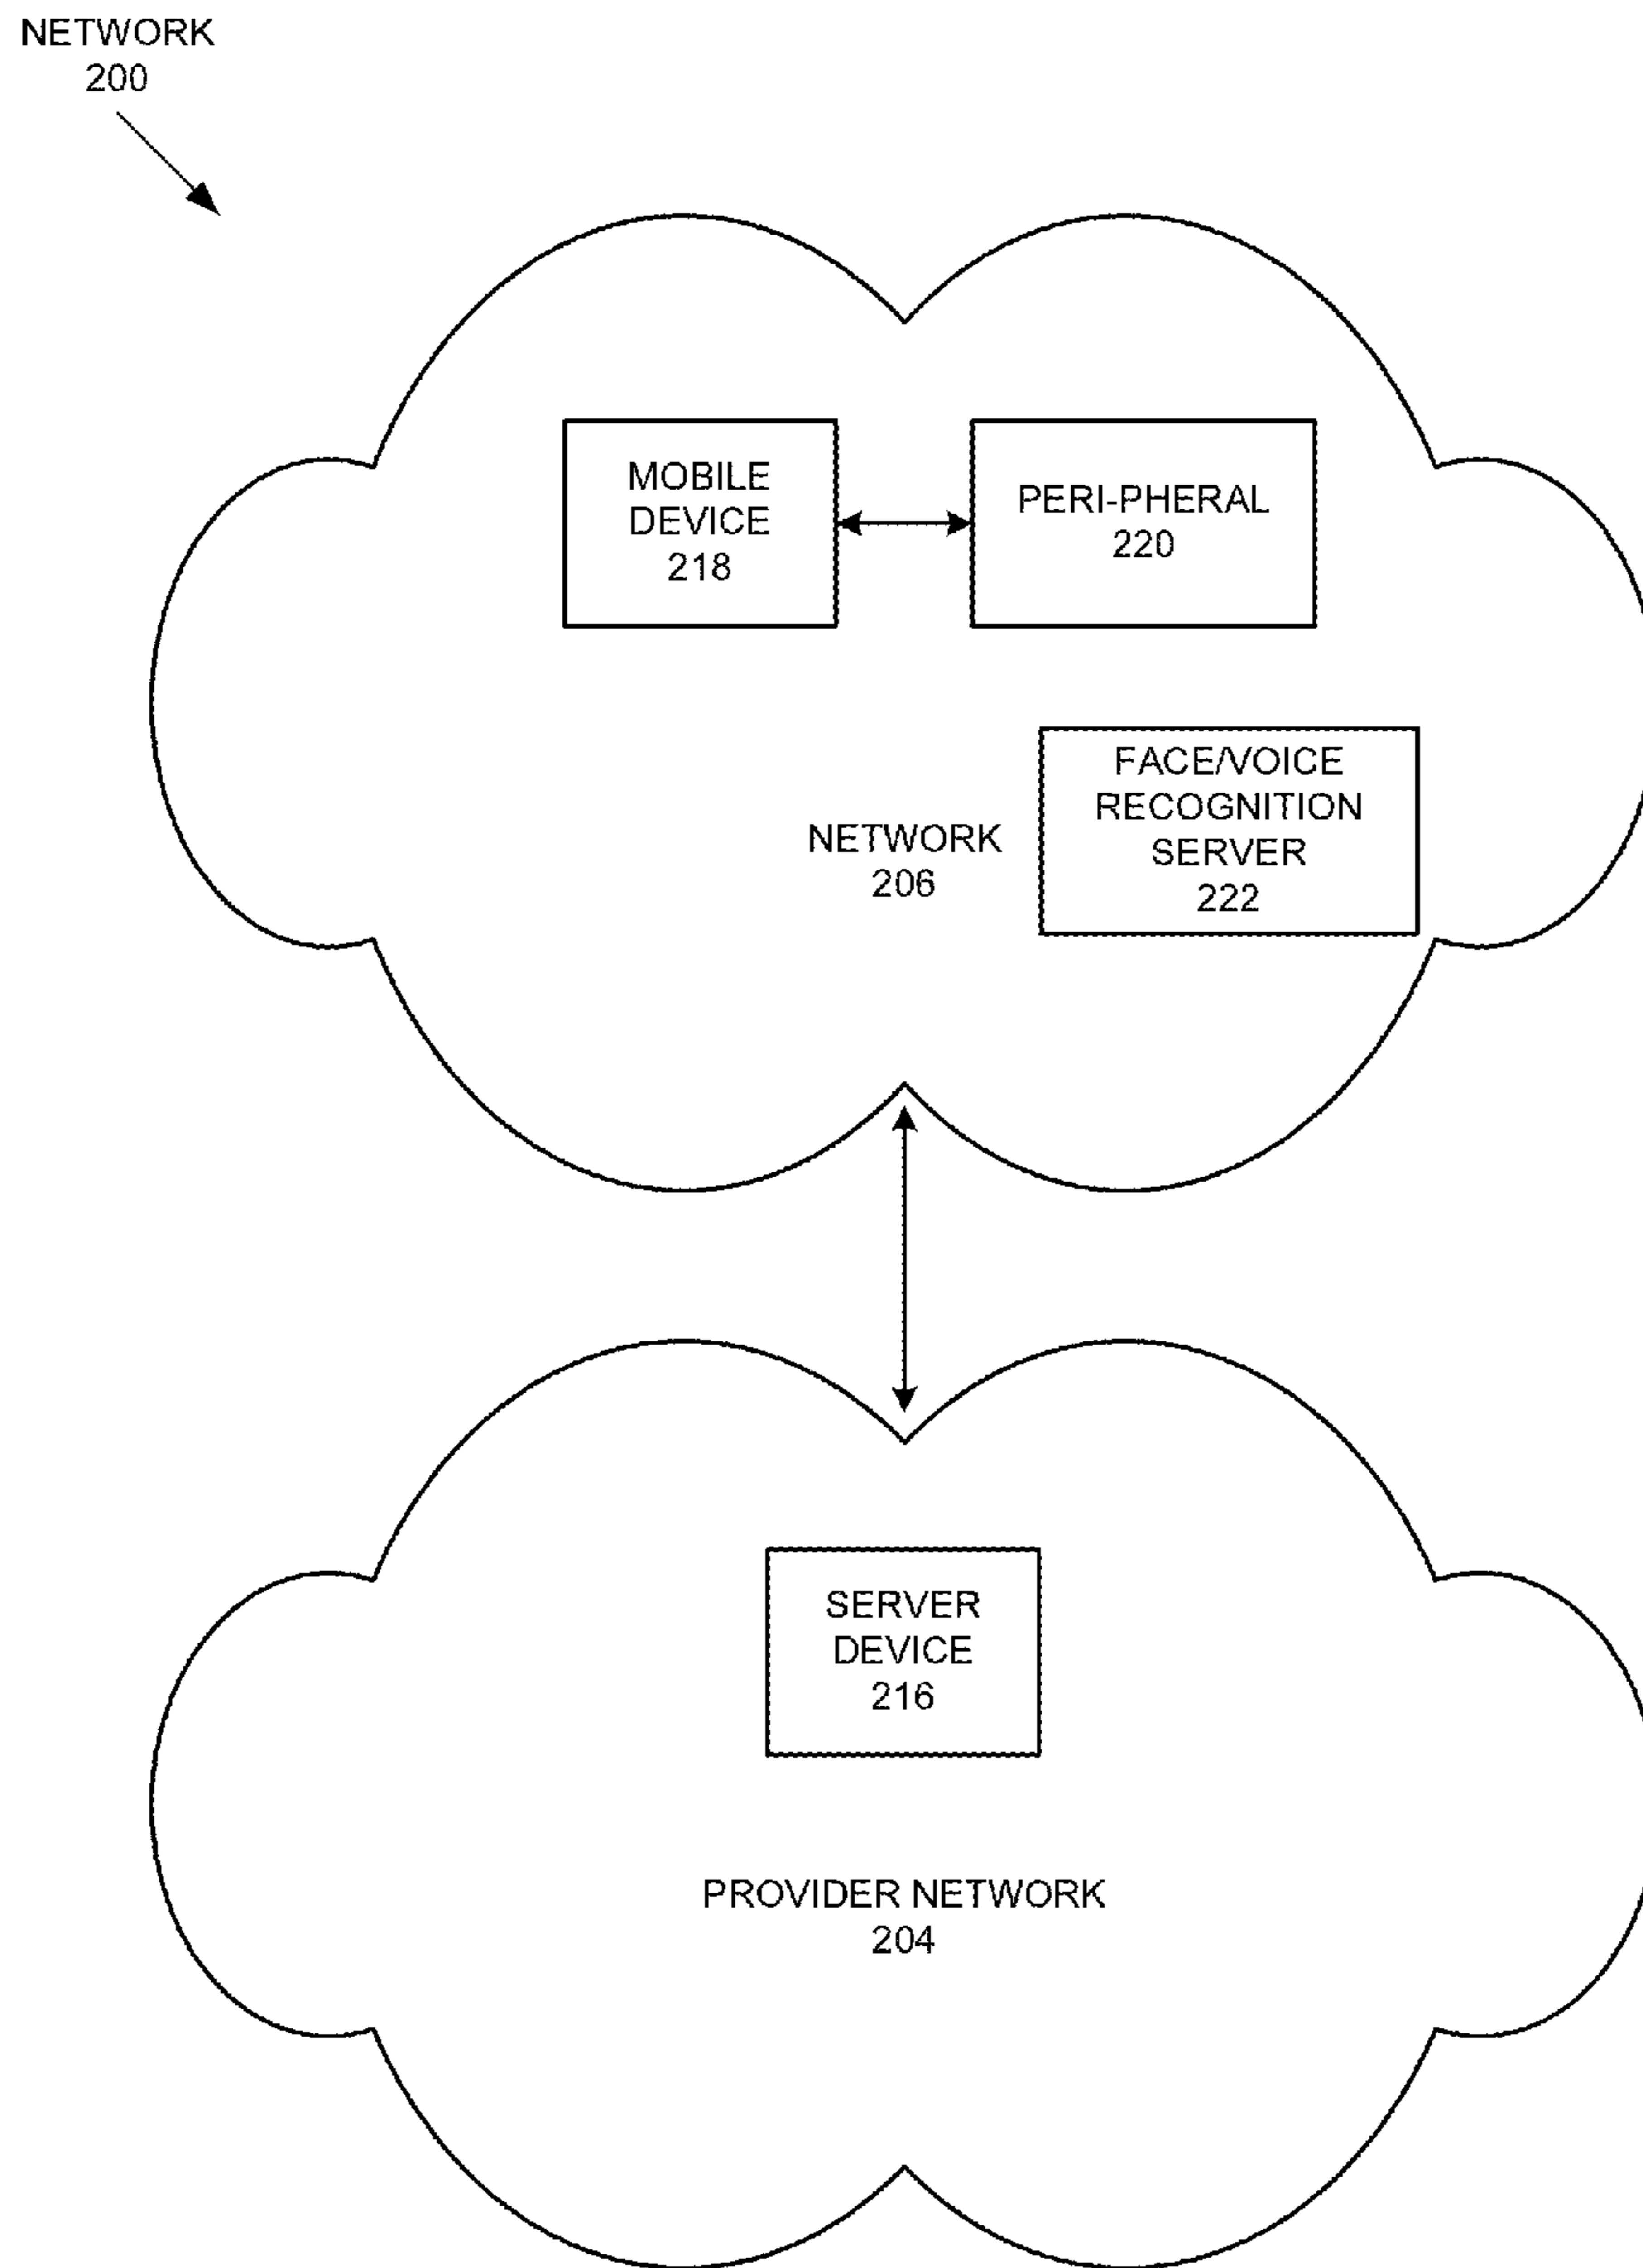 NETWORK
200
MOBILE
DEVICE
218
PERI-PHERAL
220
FACE/VOICE
RECOGNITION
SERVER
222
NETWORK
206
SERVER
DEVICE
216
PROVIDER NETWORK
204